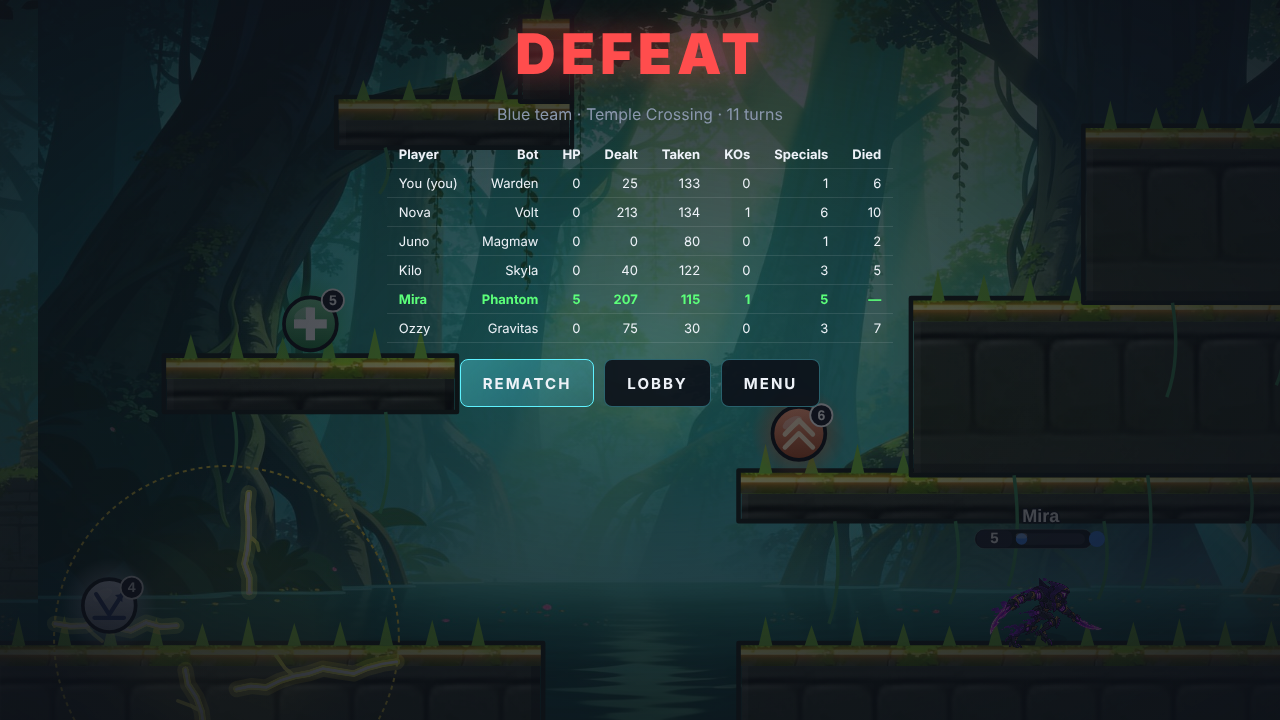 DEFEAT
Blue team · Temple Crossing · 11 turns
Player Bot HP Dealt Taken KOs Specials Died
You (you) Warden 0 25 133 0 1 6
Nova Volt 0 213 134 1 6 10
Juno Magmaw 0 0 80 0 1 2
Kilo Skyla 0 40 122 0 3 5
Mira Phantom 5 207 115 1 5 —
Ozzy Gravitas 0 75 30 0 3 7
5
REMATCH LOBBY MENU
6
Mira
5
4